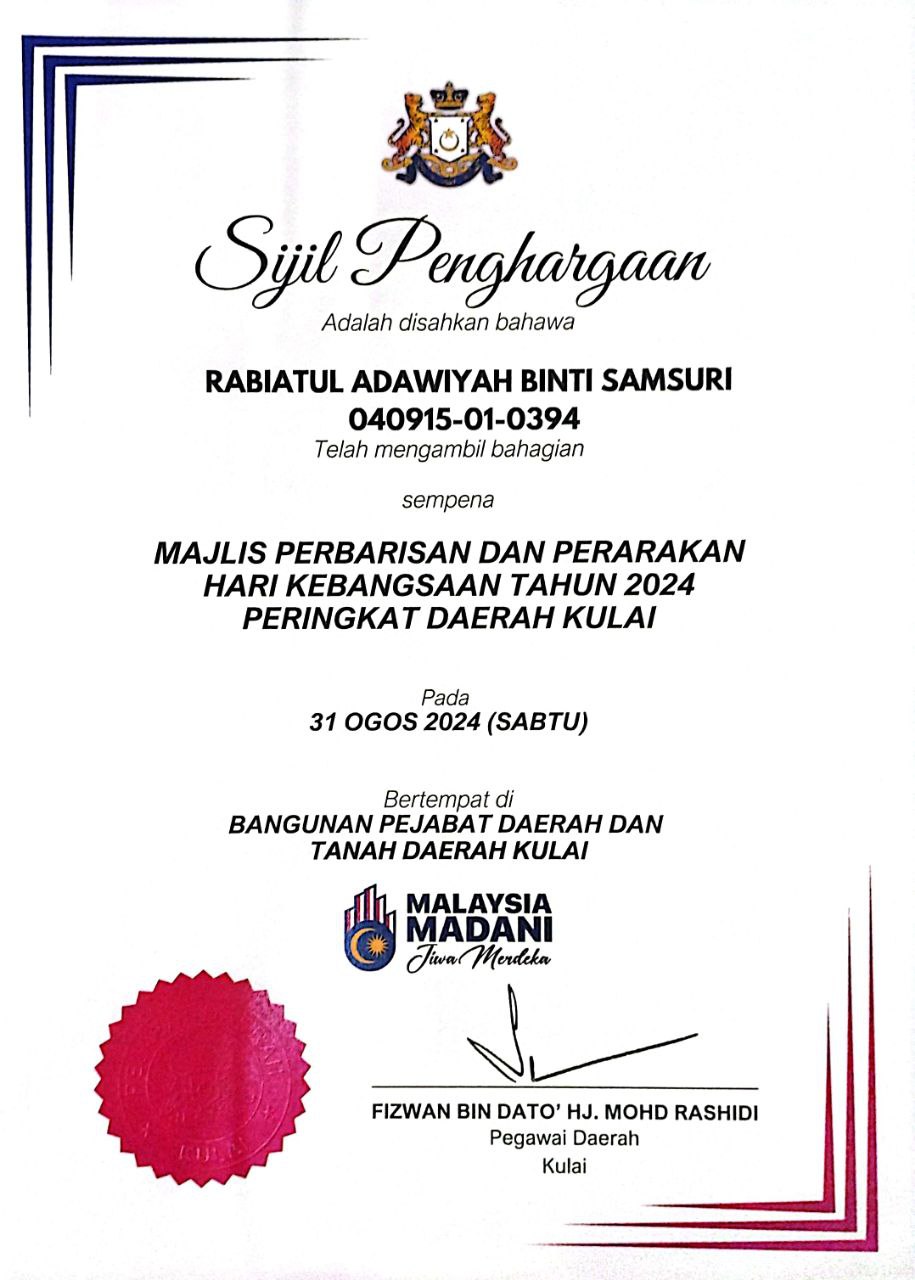 Sijil Penghargaan
Adalah disahkan bahawa
RABIATUL ADAWIYAH BINTI SAMSURI
040915-01-0394
Telah mengambil bahagian
sempena
MAJLIS PERBARISAN DAN PERARAKAN
HARI KEBANGSAAN TAHUN 2024
PERINGKAT DAERAH KULAI
Pada
31 OGOS 2024 (SABTU)
Bertempat di
BANGUNAN PEJABAT DAERAH DAN
TANAH DAERAH KULAI
MALAYSIA
MADANI
Jiwa Merdeka
FIZWAN BIN DATO' HJ. MOHD RASHIDI
Pegawai Daerah
Kulai